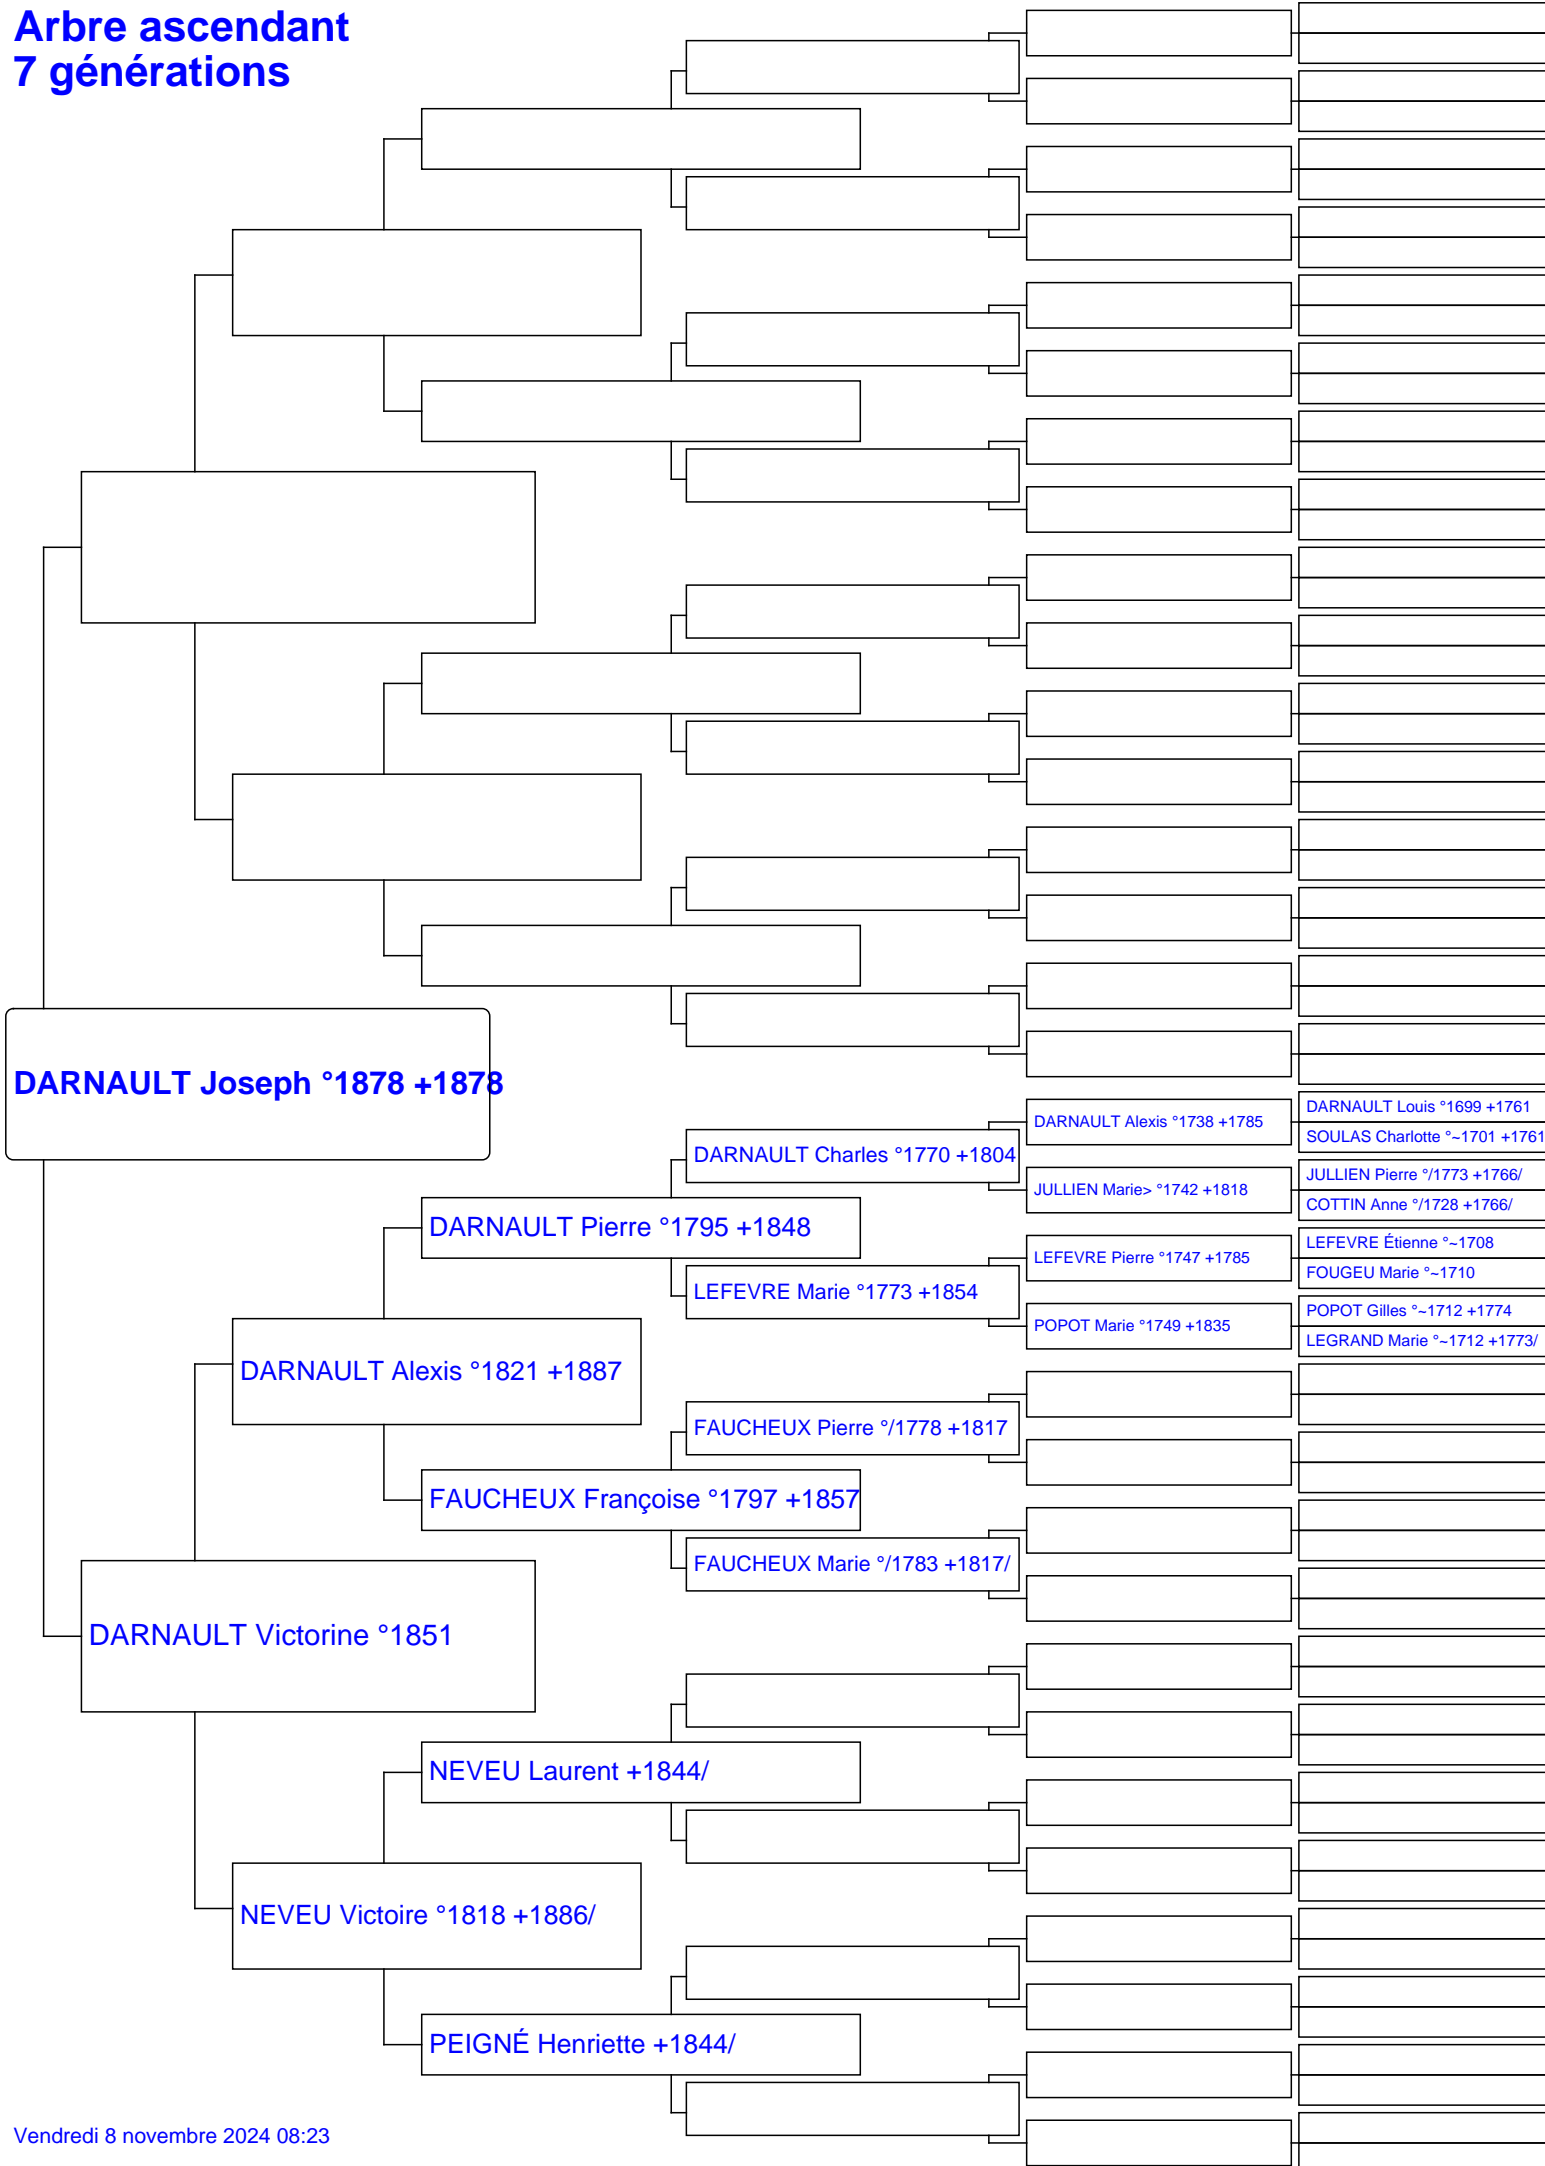 Arbre ascendant
7 générations
DARNAULT Joseph °1878 +1878
DARNAULT Alexis °1738 +1785
DARNAULT Louis °1699 +1761
SOULAS Charlotte °~1701 +1761
DARNAULT Charles °1770 +1804
JULLIEN Marie> °1742 +1818
JULLIEN Pierre °/1773 +1766/
COTTIN Anne °/1728 +1766/
DARNAULT Pierre °1795 +1848
LEFEVRE Pierre °1747 +1785
LEFEVRE Étienne °~1708
FOUGEU Marie °~1710
LEFEVRE Marie °1773 +1854
POPOT Marie °1749 +1835
POPOT Gilles °~1712 +1774
LEGRAND Marie °~1712 +1773/
DARNAULT Alexis °1821 +1887
FAUCHEUX Pierre °/1778 +1817
FAUCHEUX Françoise °1797 +1857
FAUCHEUX Marie °/1783 +1817/
DARNAULT Victorine °1851
NEVEU Laurent +1844/
NEVEU Victoire °1818 +1886/
PEIGNÉ Henriette +1844/
Vendredi 8 novembre 2024 08:23